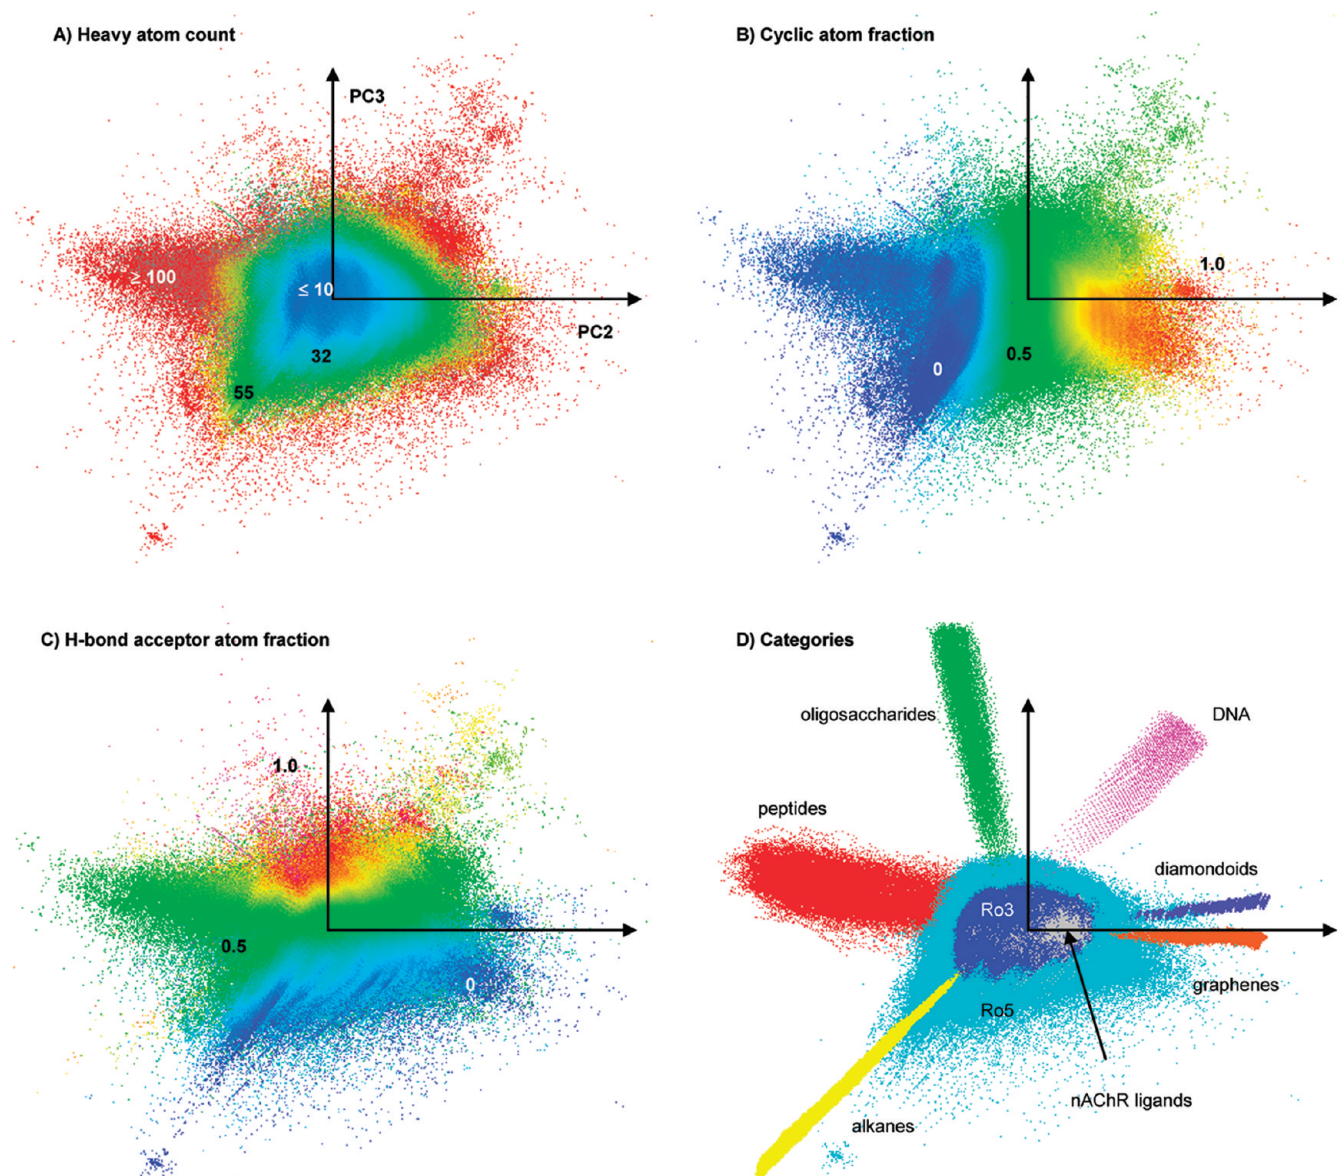 A) Heavy atom count
B) Cyclic atom fraction
PC3
PC2
≥ 100
≤ 10
32
55
1.0
0.5
0
C) H-bond acceptor atom fraction
D) Categories
1.0
0.5
0
oligosaccharides
DNA
peptides
diamondoids
Ro3
graphenes
Ro5
nAChR ligands
alkanes